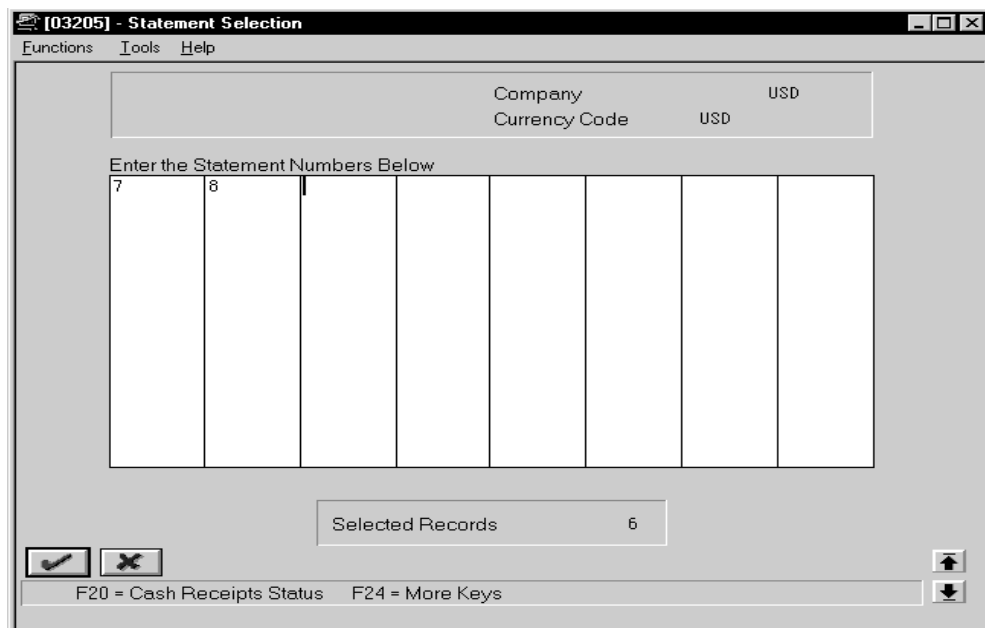 [03205] - Statement Selection
Functions Tools Help
Company USD
Currency Code USD
Enter the Statement Numbers Below
7 8
Selected Records 6
F20 = Cash Receipts Status F24 = More Keys